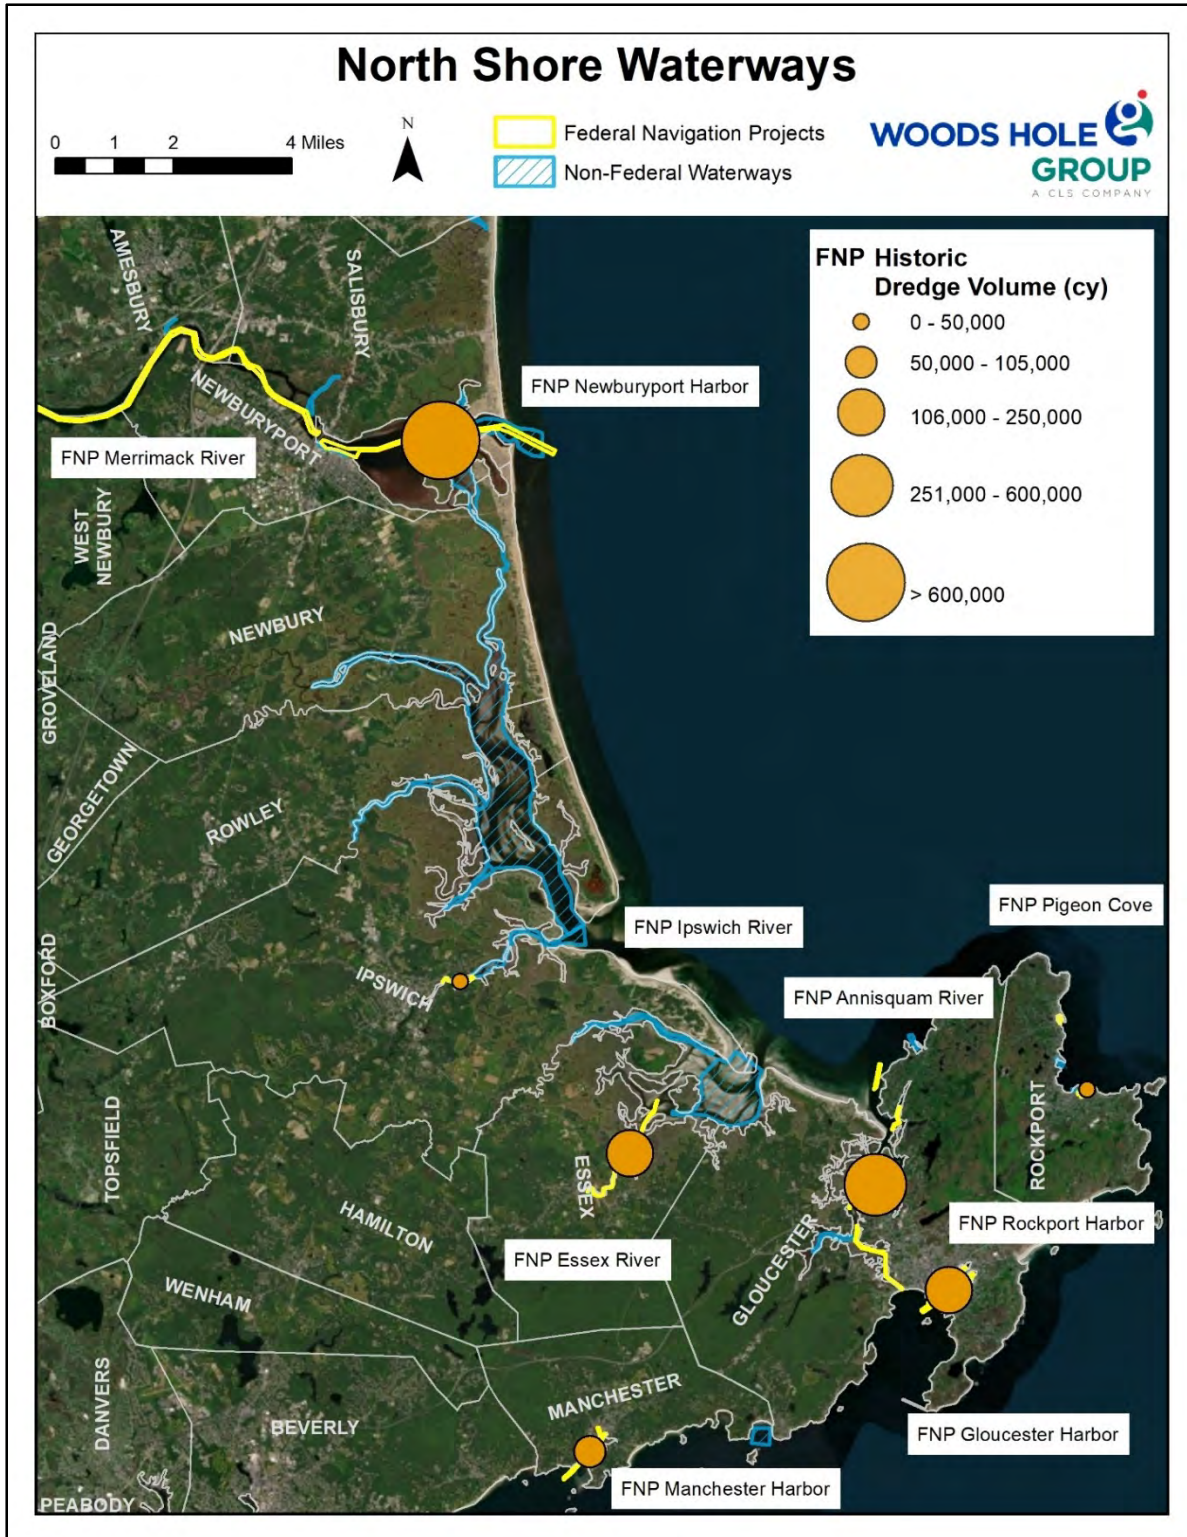 North Shore Waterways
0 1 2 4 Miles
N
Federal Navigation Projects
Non-Federal Waterways
WOODS HOLE
GROUP
A CLS COMPANY
FNP Historic
Dredge Volume (cy)
0 - 50,000
50,000 - 105,000
106,000 - 250,000
251,000 - 600,000
> 600,000
AMESBURY
SALISBURY
FNP Newburyport Harbor
NEWBURYPORT
FNP Merrimack River
WEST
NEWBURY
NEWBURY
GROVELAND
GEORGETOWN
ROWLEY
FNP Pigeon Cove
FNP Ipswich River
BOXFORD
IPSWICH
FNP Annisquam River
ROCKPORT
TOPSFIELD
ESSEX
HAMILTON
FNP Rockport Harbor
GLOUCESTER
FNP Essex River
WENHAM
DANVERS
MANCHESTER
BEVERLY
FNP Gloucester Harbor
FNP Manchester Harbor
PEABODY